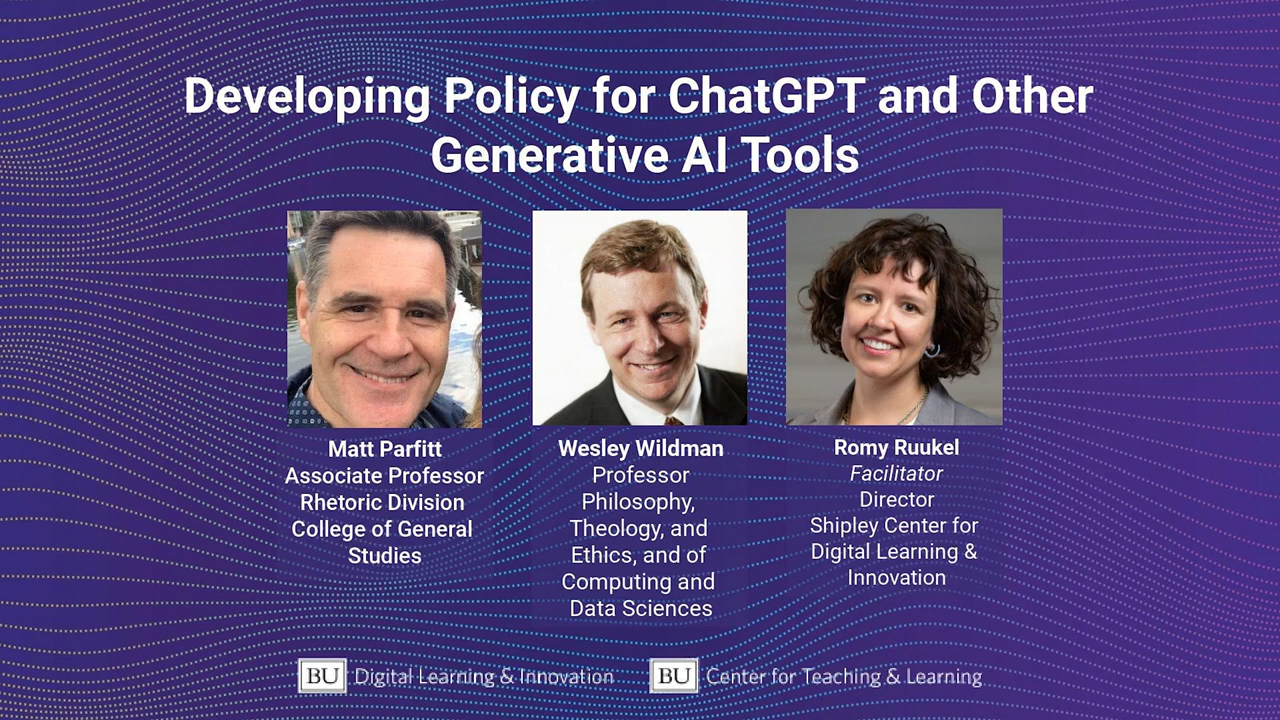 Developing Policy for ChatGPT and Other
Generative AI Tools
Matt Parfitt
Associate Professor
Rhetoric Division
College of General
Studies
Wesley Wildman
Professor
Philosophy,
Theology, and
Ethics, and of
Computing and
Data Sciences
Romy Ruukel
Facilitator
Director
Shipley Center for
Digital Learning &
Innovation
BU Digital Learning & Innovation
BU Center for Teaching & Learning